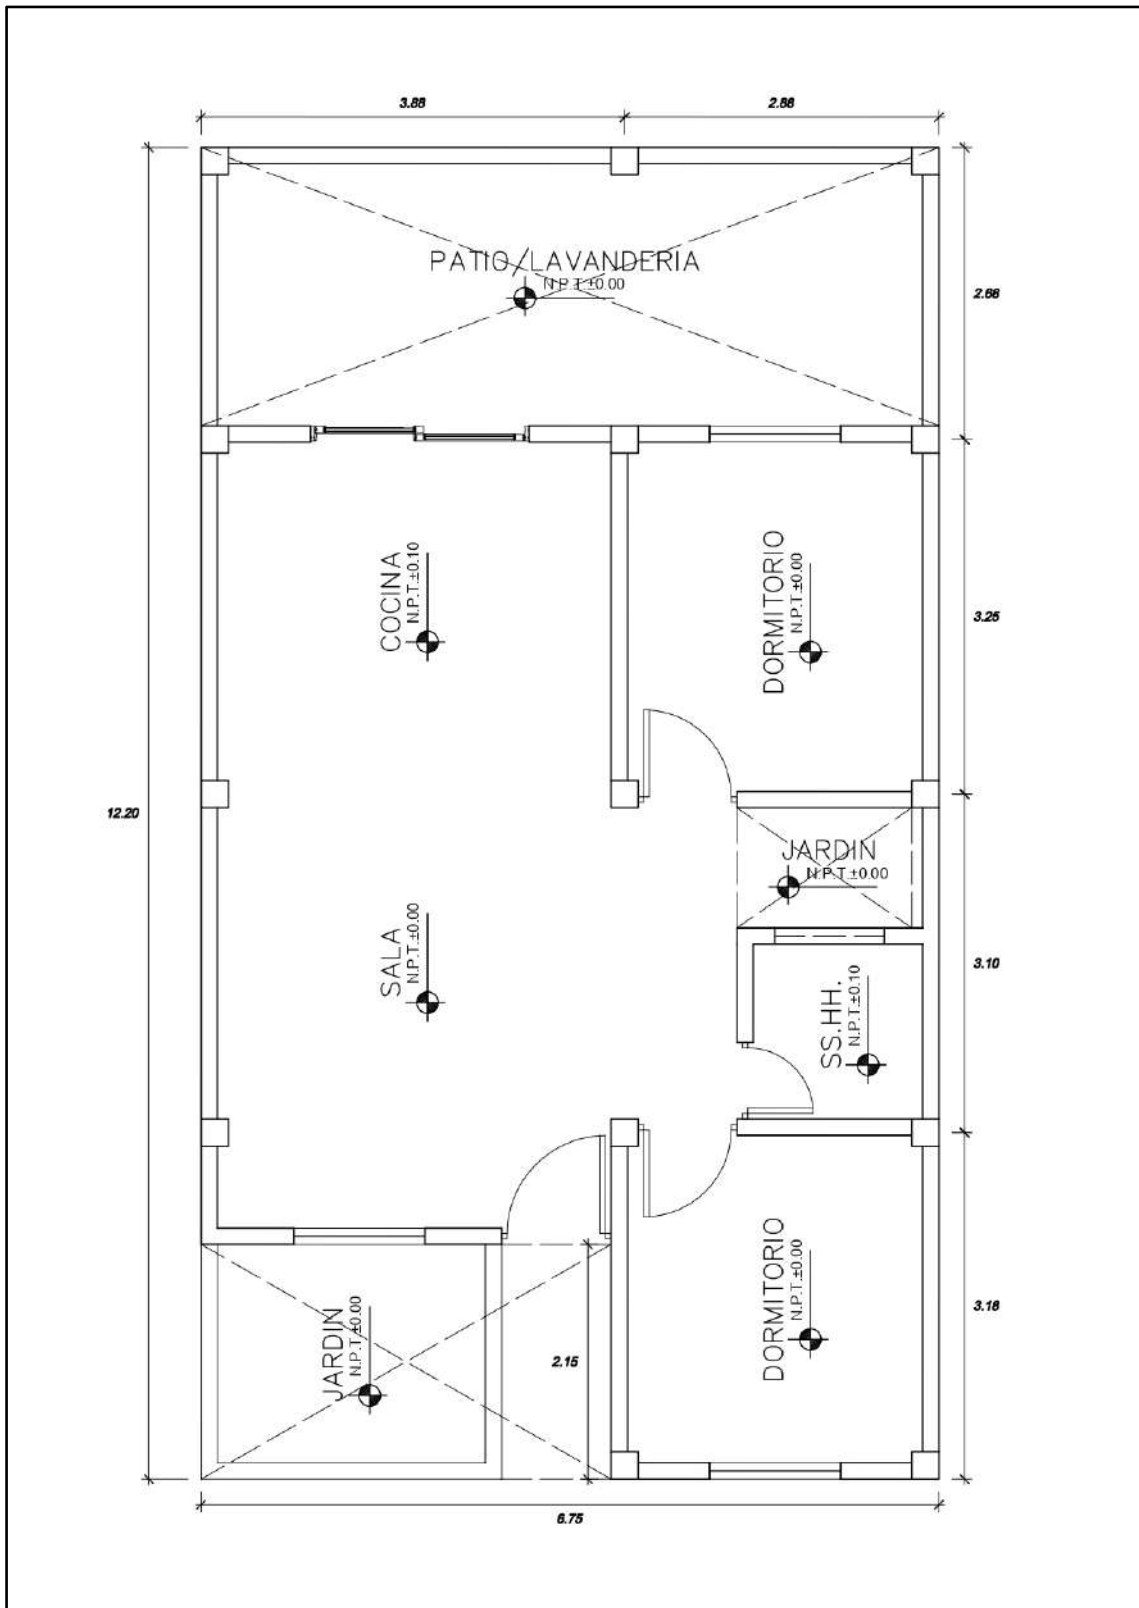 3.88
2.88
PATIO/LAVANDERIA
N.P.T.±0.00
2.68
COCINA
N.P.T.±0.10
DORMITORIO
N.P.T.±0.00
3.25
12.20
JARDIN
N.P.T.±0.00
SALA
N.P.T.±0.00
3.10
SS.HH.
N.P.T.±0.10
DORMITORIO
N.P.T.±0.00
3.18
JARDIN
N.P.T.±0.00
2.15
6.75